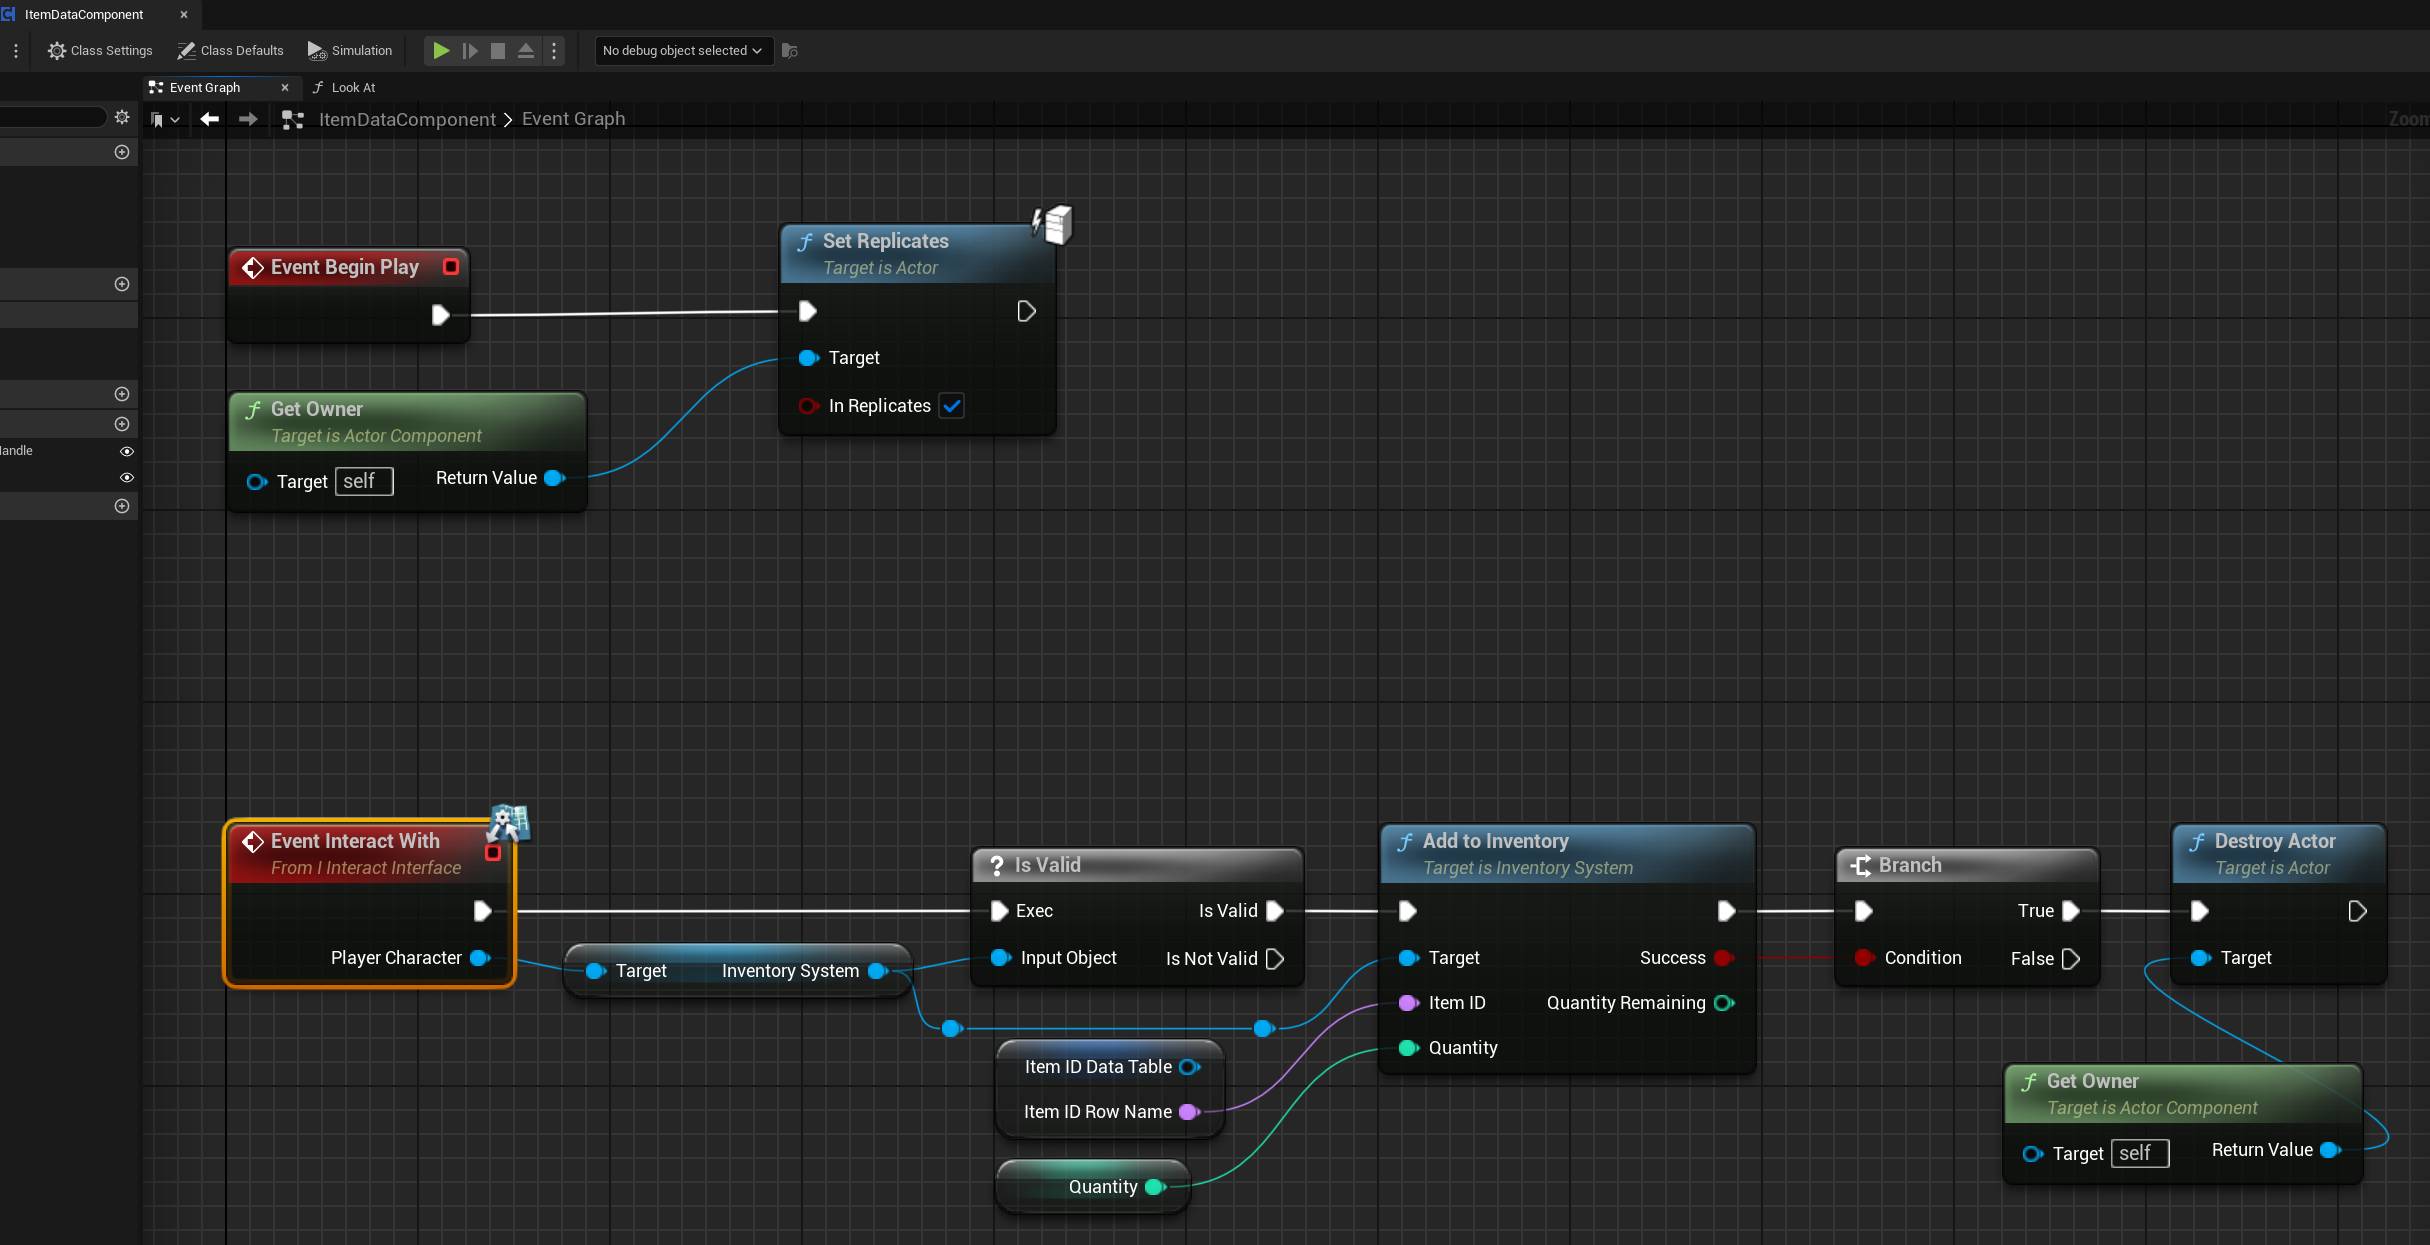 ItemDataComponent
Class Settings
Class Defaults
Simulation
No debug object selected
Event Graph
Look At
ItemDataComponent > Event Graph
Event Begin Play
Set Replicates
Target is Actor
Target
In Replicates
Get Owner
Target is Actor Component
Target self
Return Value
Event Interact With
From I Interact Interface
Player Character
Target
Inventory System
Is Valid
Exec
Is Valid
Input Object
Is Not Valid
Item ID Data Table
Item ID Row Name
Quantity
Add to Inventory
Target is Inventory System
Target
Success
Item ID
Quantity Remaining
Quantity
Branch
True
Condition
False
Destroy Actor
Target is Actor
Target
Get Owner
Target is Actor Component
Target self
Return Value